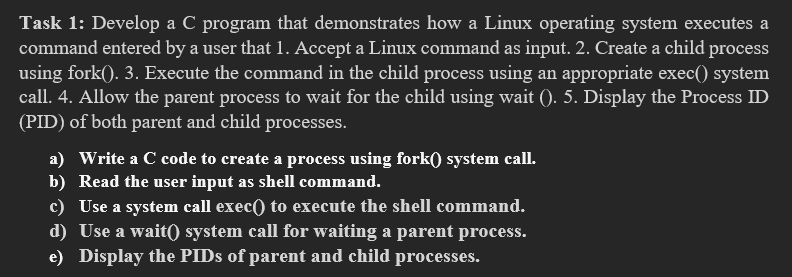 Task 1: Develop a C program that demonstrates how a Linux operating system executes a
command entered by a user that 1. Accept a Linux command as input. 2. Create a child process
using fork(). 3. Execute the command in the child process using an appropriate exec() system
call. 4. Allow the parent process to wait for the child using wait (). 5. Display the Process ID
(PID) of both parent and child processes.
a) Write a C code to create a process using fork() system call.
b) Read the user input as shell command.
c) Use a system call exec() to execute the shell command.
d) Use a wait() system call for waiting a parent process.
e) Display the PIDs of parent and child processes.